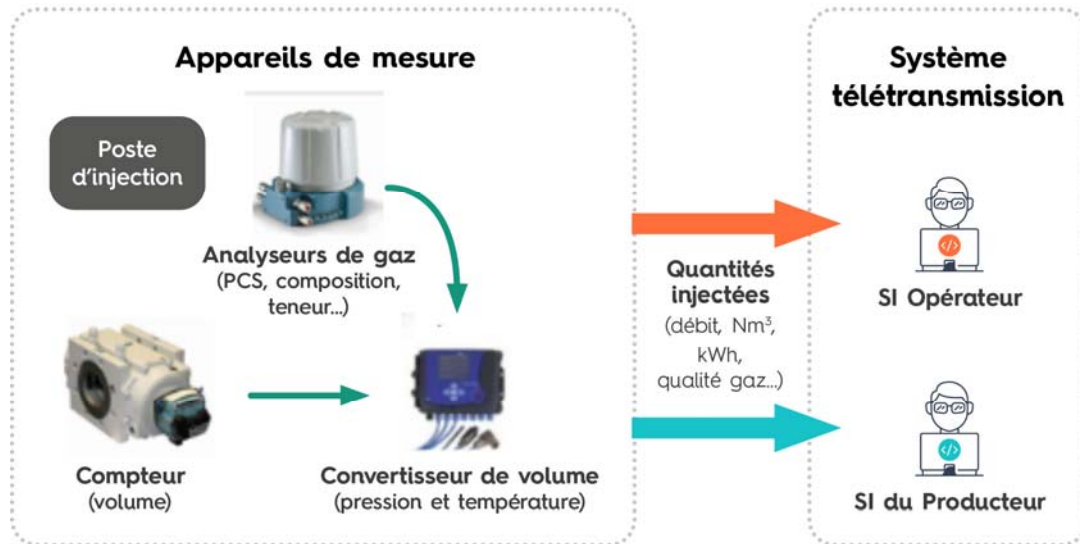 Appareils de mesure
Poste
d'injection
Analyseurs de gaz
(PCS, composition,
teneur...)
Compteur
(volume)
Convertisseur de volume
(pression et température)
Quantités
injectées
(débit, Nm³,
kWh,
qualité gaz...)
Système
télétransmission
</>
SI Opérateur
</>
SI du Producteur